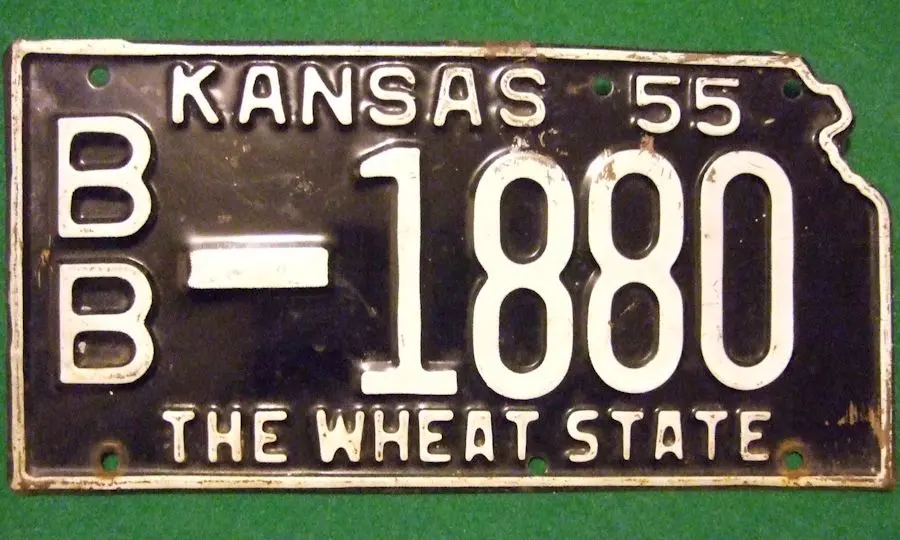 KANSAS 55
BB-1880
THE WHEAT STATE